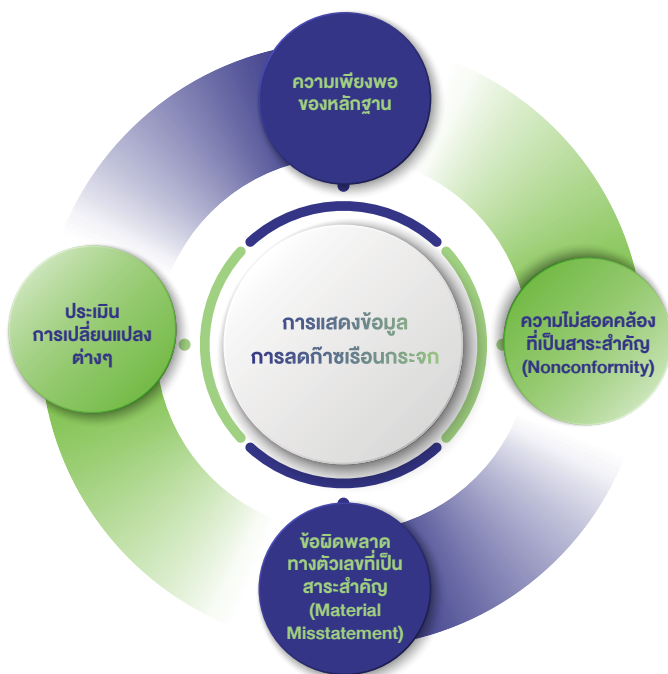 ความเพียงพอ
ของหลักฐาน
ประเมิน
การเปลี่ยนแปลง
ต่างๆ
การแสดงข้อมูล
การลดก๊าซเรือนกระจก
ความไม่สอดคล้อง
ที่เป็นสาระสำคัญ
(Nonconformity)
ข้อผิดพลาด
ทางตัวเลขที่เป็น
สาระสำคัญ
(Material
Misstatement)